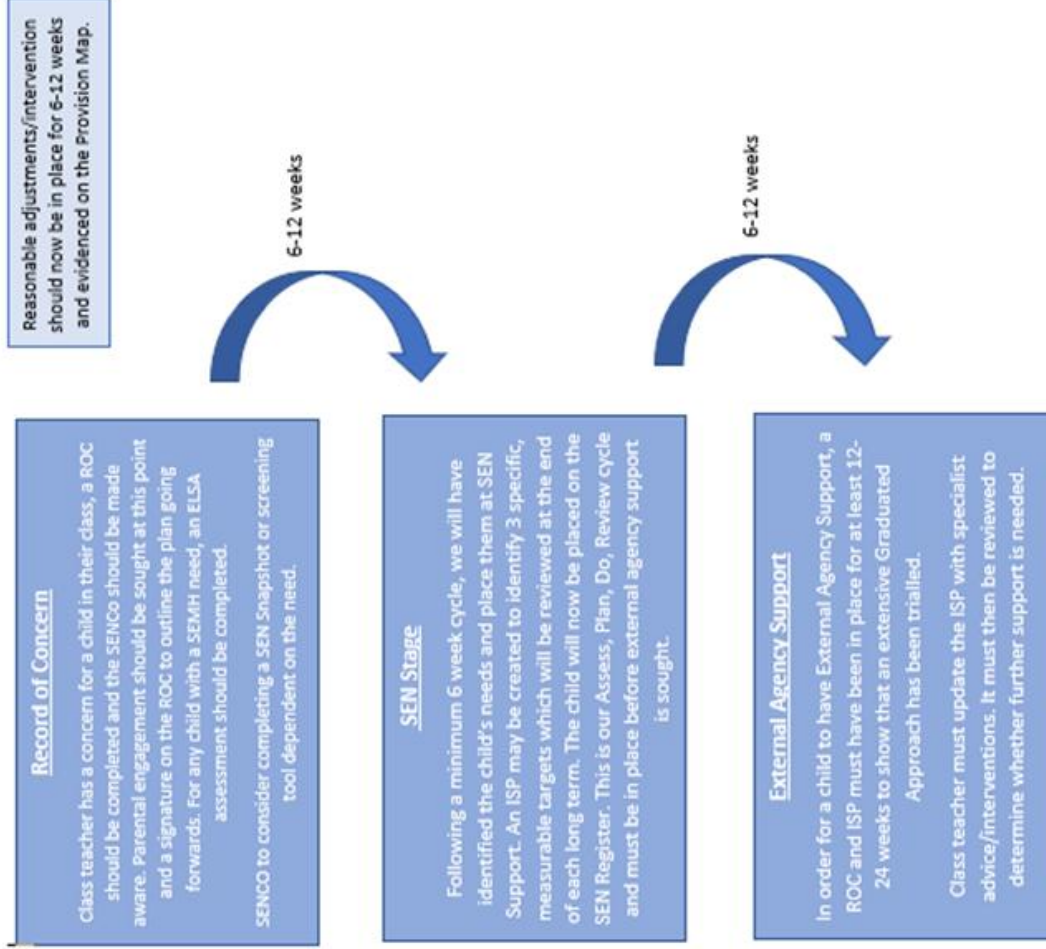 Record of Concern
Class teacher has a concern for a child in their class, a ROC
should be completed and the SENCo should be made
aware. Parental engagement should be sought at this point
and a signature on the ROC to outline the plan going
forwards. For any child with a SEMH need, an ELSA
assessment should be completed.
SENCO to consider completing a SEN Snapshot or screening
tool dependent on the need.
Reasonable adjustments/intervention
should now be in place for 6-12 weeks
and evidenced on the Provision Map.
6-12 weeks
SEN Stage
Following a minimum 6 week cycle, we will have
identified the child's needs and place them at SEN
Support. An ISP may be created to identify 3 specific,
measurable targets which will be reviewed at the end
of each long term. The child will now be placed on the
SEN Register. This is our Assess, Plan, Do, Review cycle
and must be in place before external agency support
is sought.
6-12 weeks
External Agency Support
In order for a child to have External Agency Support, a
ROC and ISP must have been in place for at least 12-
24 weeks to show that an extensive Graduated
Approach has been trialled.
Class teacher must update the ISP with specialist
advice/interventions. It must then be reviewed to
determine whether further support is needed.